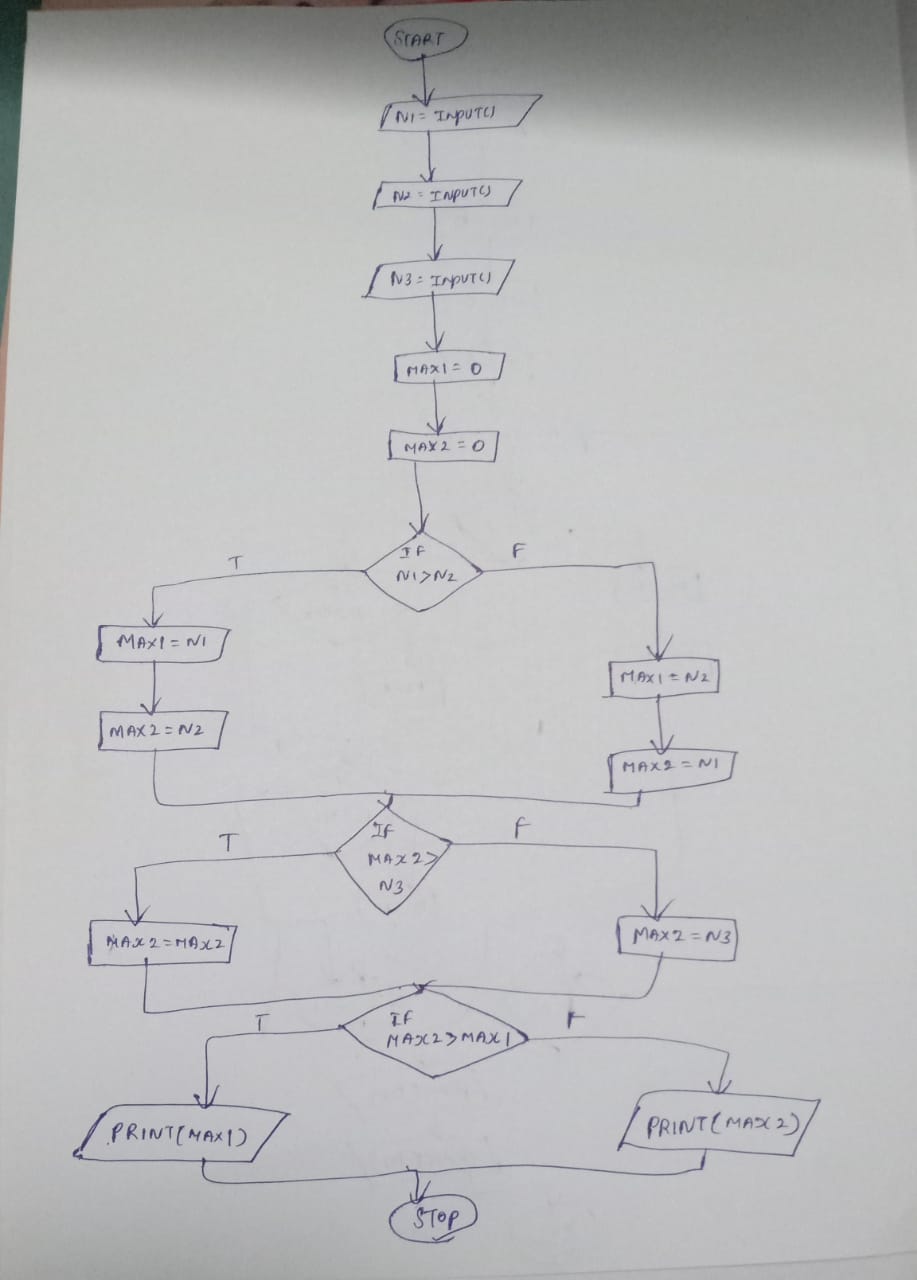 START
N1 = INPUT()
N2 = INPUT()
N3 = INPUT()
MAX1 = 0
MAX2 = 0
T
IF
N1>N2
F
MAX1 = N1
MAX1 = N2
MAX2 = N2
MAX2 = N1
T
IF
MAX2>
N3
F
MAX2 = MAX2
MAX2 = N3
T
IF
MAX2>MAX1
F
PRINT(MAX1)
PRINT(MAX2)
STOP